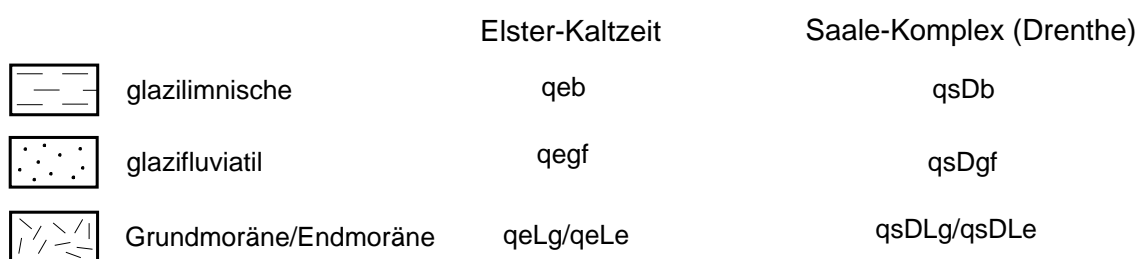 Elster-Kaltzeit Saale-Komplex (Drenthe)
glazilimnische qeb qsDb
glazifluviatil qegf qsDgf
Grundmoräne/Endmoräne qeLg/qeLe qsDLg/qsDLe